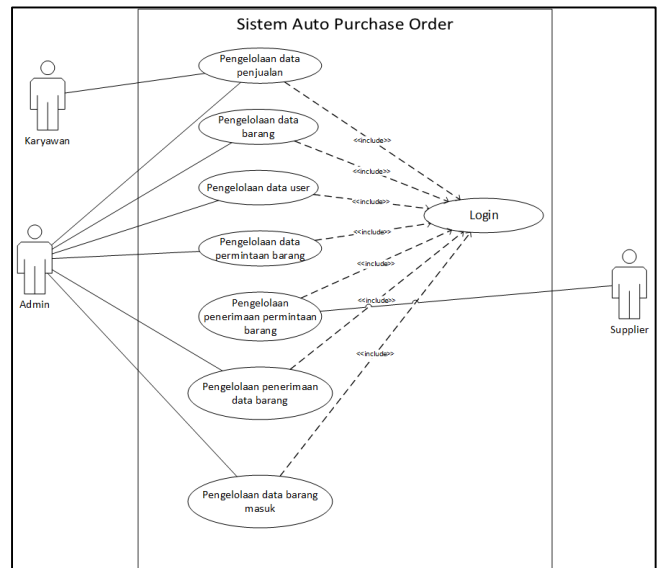 Sistem Auto Purchase Order
Pengelolaan data
penjualan
Karyawan
Pengelolaan data
barang
<<include>>
<<include>>
Pengelolaan data user
<<include>>
Login
Pengelolaan data
permintaan barang
<<include>>
Admin
<<include>>
Pengelolaan
penerimaan permintaan
barang
<<include>>
Supplier
<<include>>
Pengelolaan penerimaan
data barang
Pengelolaan data barang
masuk